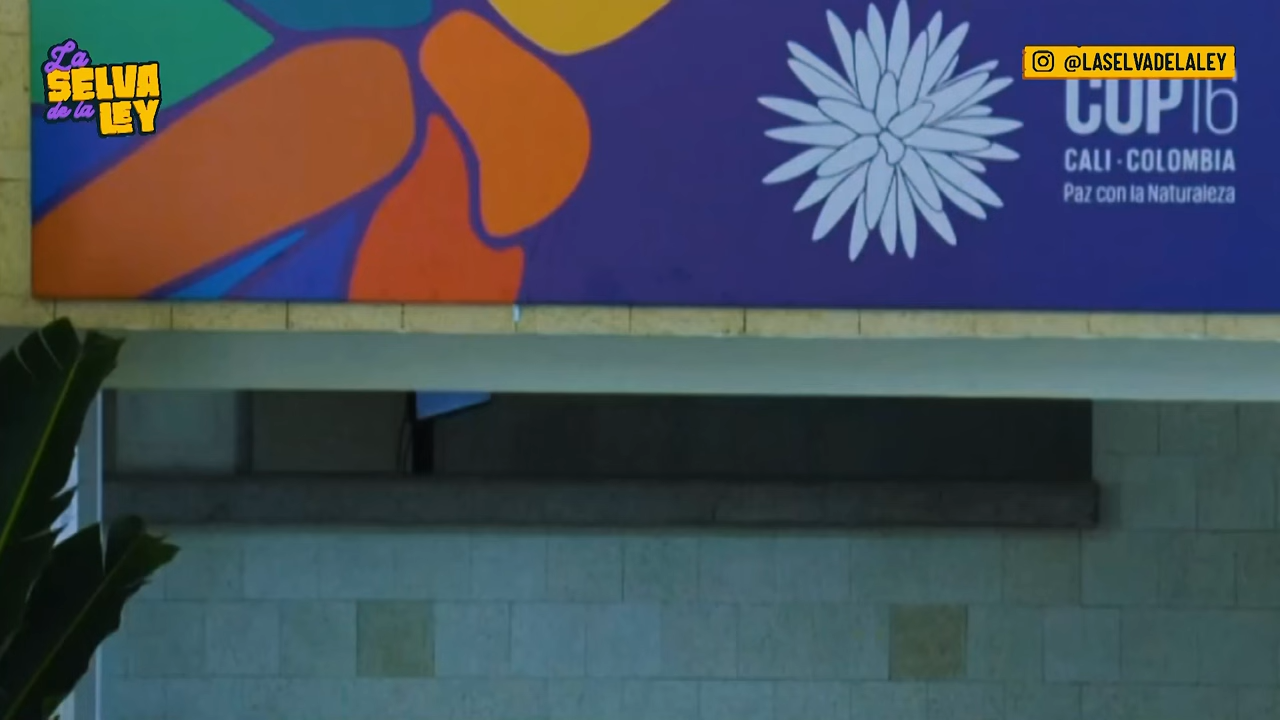 La
SELVA
de la
LEY
@LASELVADELALEY
COP16
CALI · COLOMBIA
Paz con la Naturaleza